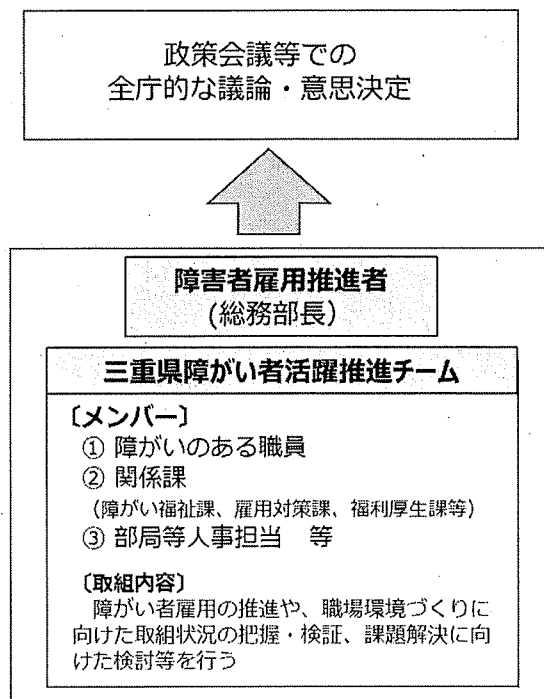 政策会議等での
全庁的な議論・意思決定
障害者雇用推進者
(総務部長)
三重県障がい者活躍推進チーム
〔メンバー〕
① 障がいのある職員
② 関係課
（障がい福祉課、雇用対策課、福利厚生課等）
③ 部局等人事担当　等
〔取組内容〕
障がい者雇用の推進や、職場環境づくりに
向けた取組状況の把握・検証、課題解決に向
けた検討等を行う